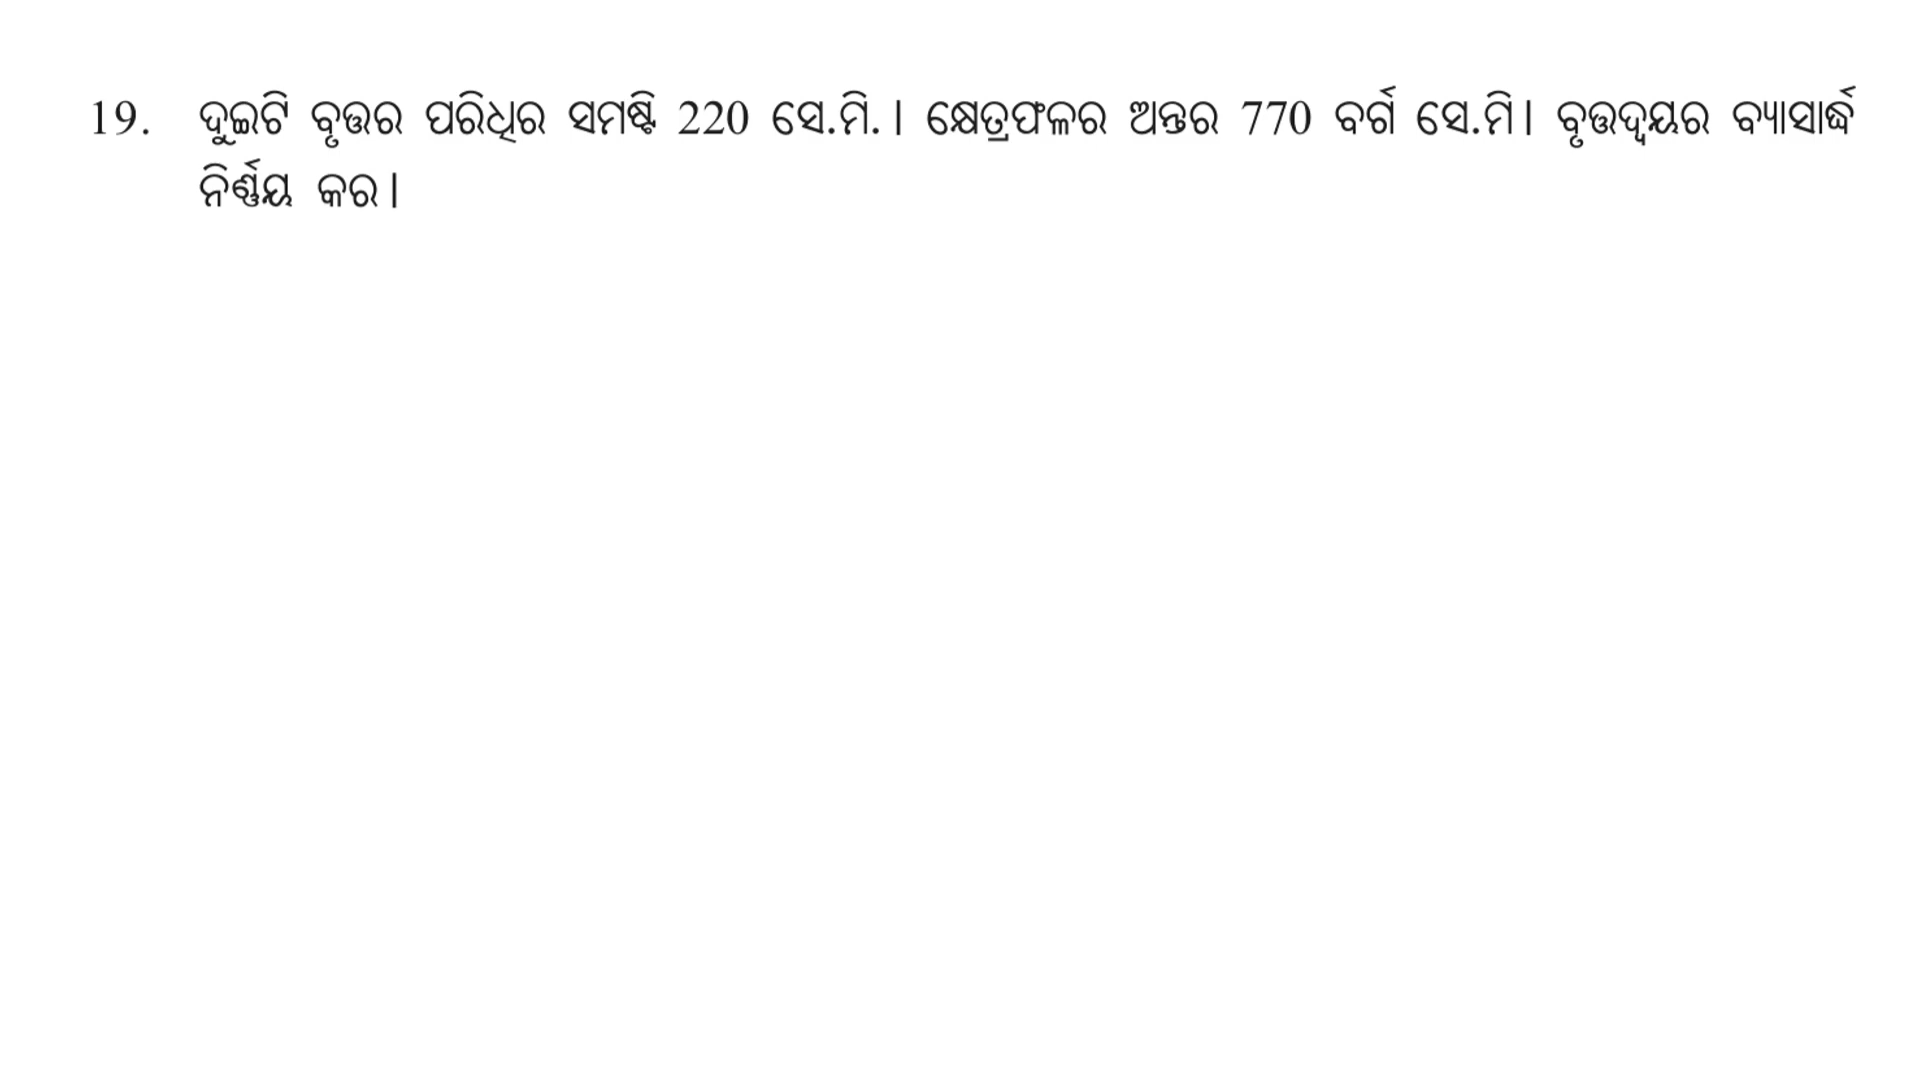 19. ଦୁଇଟି ବୃତ୍ତର ପରିଧିର ସମଷ୍ଟି 220 ସେ.ମି.। କ୍ଷେତ୍ରଫଳର ଅନ୍ତର 770 ବର୍ଗ ସେ.ମି। ବୃତ୍ତଦ୍ୱୟର ବ୍ୟାସାର୍ଦ୍ଧ
ନିର୍ଣ୍ଣୟ କର।